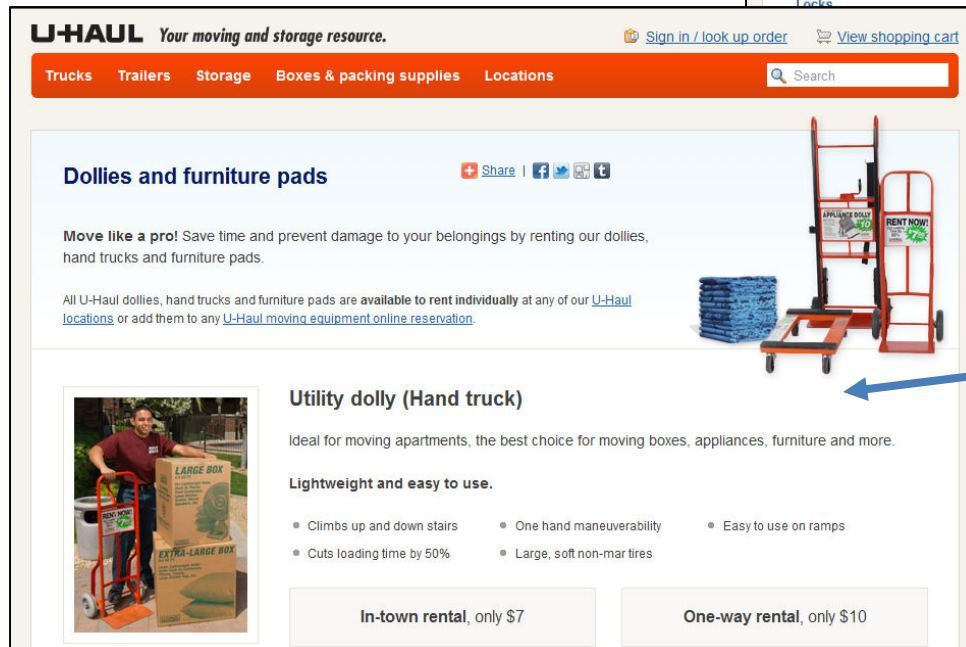 Locks
U-HAUL Your moving and storage resource.
Sign in / look up order View shopping cart
Trucks Trailers Storage Boxes & packing supplies Locations
Search
Dollies and furniture pads
Share |
Move like a pro! Save time and prevent damage to your belongings by renting our dollies,
hand trucks and furniture pads.
All U-Haul dollies, hand trucks and furniture pads are available to rent individually at any of our U-Haul
locations or add them to any U-Haul moving equipment online reservation.
APPLIANCE DOLLY
RENT NOW!
Utility dolly (Hand truck)
Ideal for moving apartments, the best choice for moving boxes, appliances, furniture and more.
Lightweight and easy to use.
Climbs up and down stairs One hand maneuverability Easy to use on ramps
Cuts loading time by 50% Large, soft non-mar tires
LARGE BOX
RENT NOW!
EXTRA-LARGE BOX
In-town rental, only $7 One-way rental, only $10